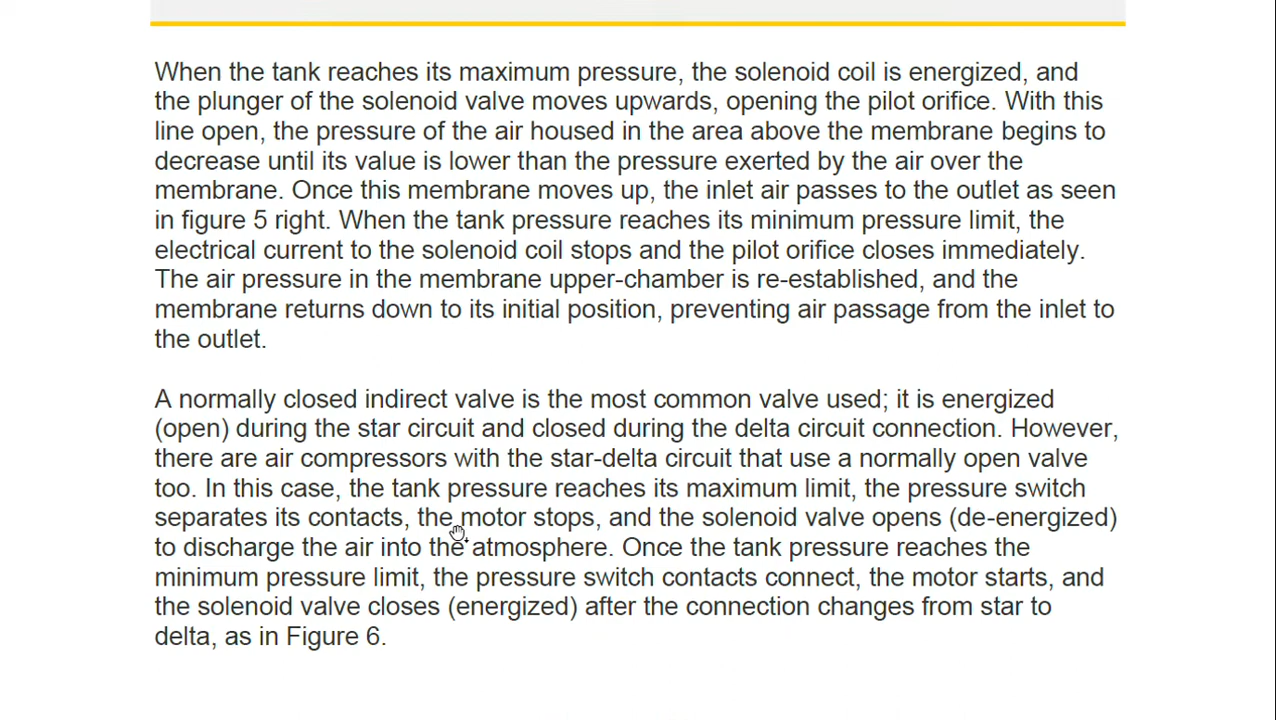 When the tank reaches its maximum pressure, the solenoid coil is energized, and
the plunger of the solenoid valve moves upwards, opening the pilot orifice. With this
line open, the pressure of the air housed in the area above the membrane begins to
decrease until its value is lower than the pressure exerted by the air over the
membrane. Once this membrane moves up, the inlet air passes to the outlet as seen
in figure 5 right. When the tank pressure reaches its minimum pressure limit, the
electrical current to the solenoid coil stops and the pilot orifice closes immediately.
The air pressure in the membrane upper-chamber is re-established, and the
membrane returns down to its initial position, preventing air passage from the inlet to
the outlet.
A normally closed indirect valve is the most common valve used; it is energized
(open) during the star circuit and closed during the delta circuit connection. However,
there are air compressors with the star-delta circuit that use a normally open valve
too. In this case, the tank pressure reaches its maximum limit, the pressure switch
separates its contacts, the motor stops, and the solenoid valve opens (de-energized)
to discharge the air into the atmosphere. Once the tank pressure reaches the
minimum pressure limit, the pressure switch contacts connect, the motor starts, and
the solenoid valve closes (energized) after the connection changes from star to
delta, as in Figure 6.